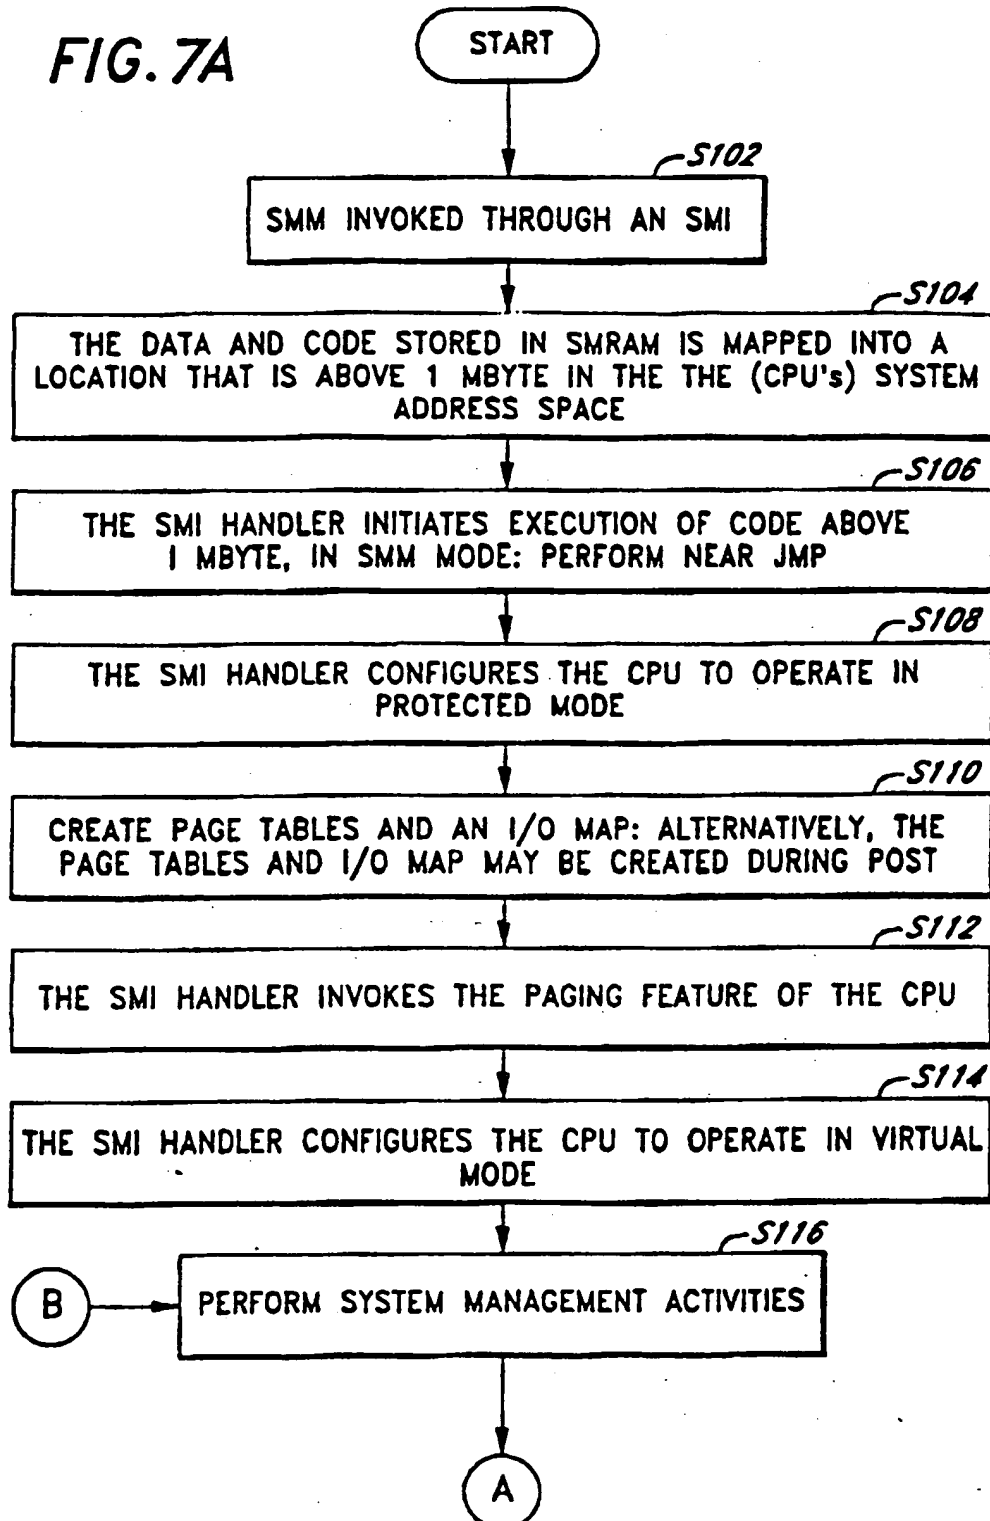 FIG. 7A
START
S102
SMM INVOKED THROUGH AN SMI
S104
THE DATA AND CODE STORED IN SMRAM IS MAPPED INTO A
LOCATION THAT IS ABOVE 1 MBYTE IN THE THE (CPU's) SYSTEM
ADDRESS SPACE
S106
THE SMI HANDLER INITIATES EXECUTION OF CODE ABOVE
1 MBYTE, IN SMM MODE: PERFORM NEAR JMP
S108
THE SMI HANDLER CONFIGURES THE CPU TO OPERATE IN
PROTECTED MODE
S110
CREATE PAGE TABLES AND AN I/O MAP: ALTERNATIVELY, THE
PAGE TABLES AND I/O MAP MAY BE CREATED DURING POST
S112
THE SMI HANDLER INVOKES THE PAGING FEATURE OF THE CPU
S114
THE SMI HANDLER CONFIGURES THE CPU TO OPERATE IN VIRTUAL
MODE
S116
B
PERFORM SYSTEM MANAGEMENT ACTIVITIES
A